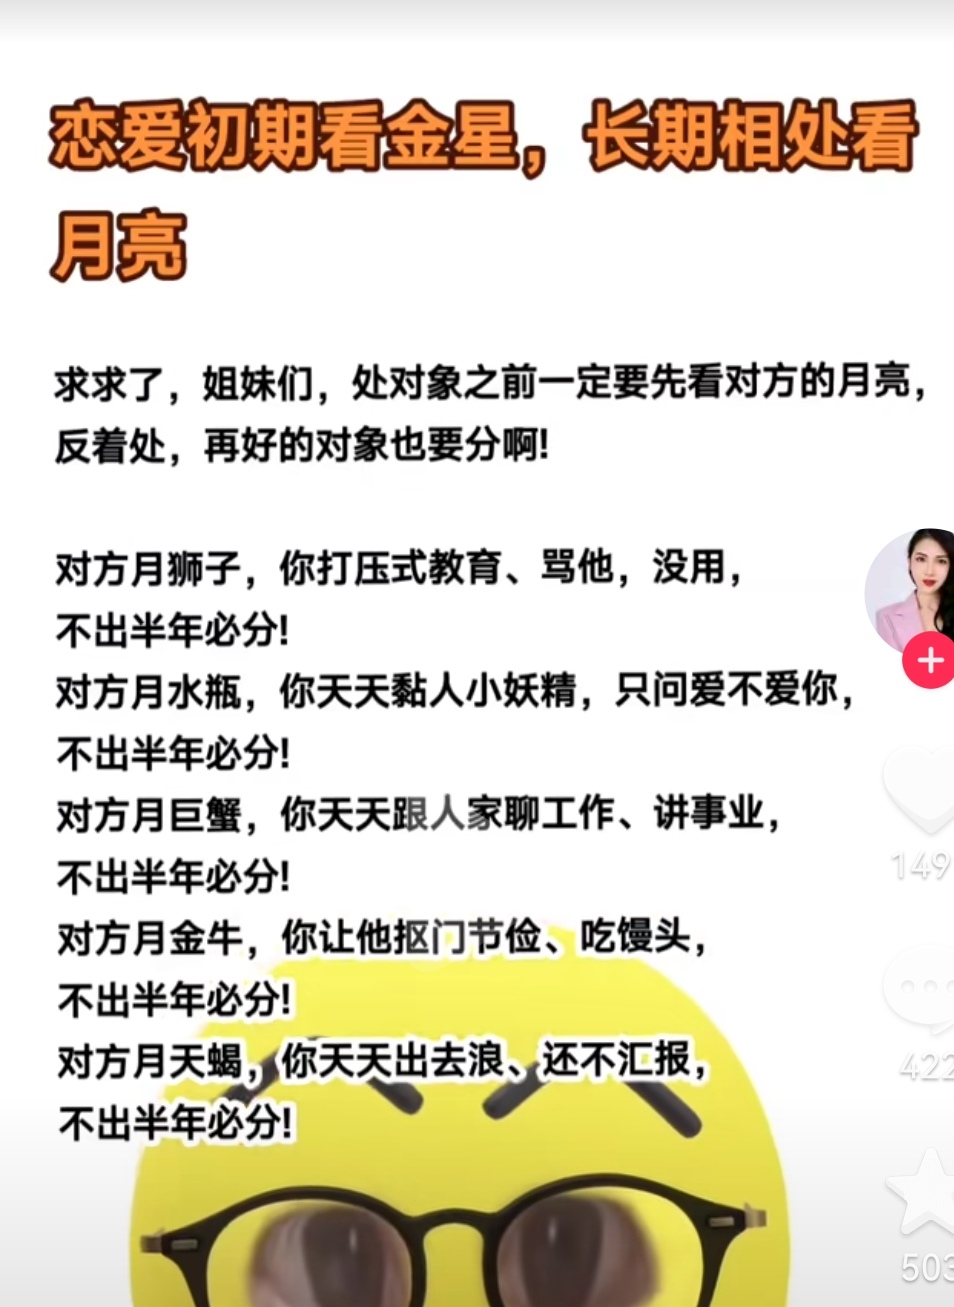 恋爱初期看金星，长期相处看
月亮
求求了，姐妹们，处对象之前一定要先看对方的月亮，
反着处，再好的对象也要分啊!
对方月狮子，你打压式教育、骂他，没用，
不出半年必分!
对方月水瓶，你天天黏人小妖精，只问爱不爱你，
不出半年必分!
对方月巨蟹，你天天跟人家聊工作、讲事业，
不出半年必分!
149
对方月金牛，你让他抠门节俭、吃馒头，
不出半年必分!
对方月天蝎，你天天出去浪、还不汇报，
422
不出半年必分!
503